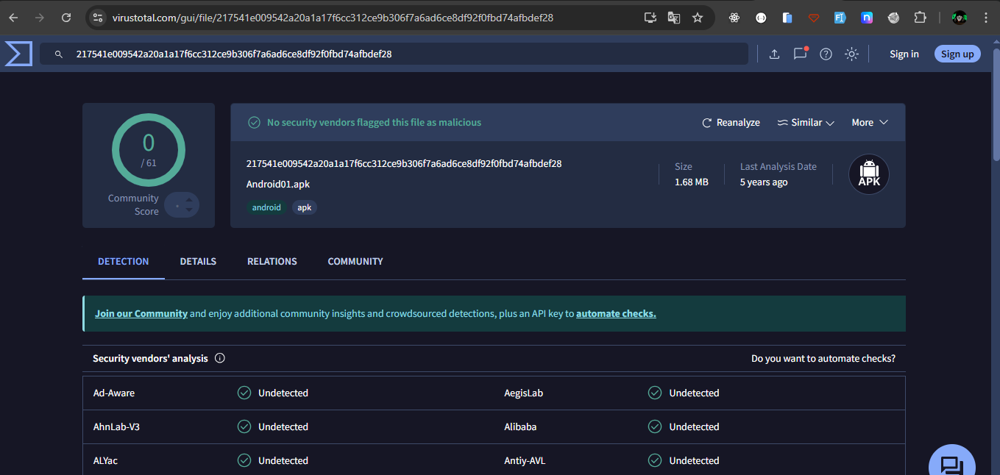 virustotal.com/gui/file/217541e009542a20a1a17f6cc312ce9b306f7a6ad6ce8df92f0fbd74afbdef28
217541e009542a20a1a17f6cc312ce9b306f7a6ad6ce8df92f0fbd74afbdef28
Sign in
Sign up
0
/ 61
Community
Score
No security vendors flagged this file as malicious
Reanalyze
Similar
More
217541e009542a20a1a17f6cc312ce9b306f7a6ad6ce8df92f0fbd74afbdef28
Android01.apk
android apk
Size
1.68 MB
Last Analysis Date
5 years ago
APK
DETECTION DETAILS RELATIONS COMMUNITY
Join our Community and enjoy additional community insights and crowdsourced detections, plus an API key to automate checks.
Security vendors' analysis Do you want to automate checks?
Ad-Aware Undetected AegisLab Undetected
AhnLab-V3 Undetected Alibaba Undetected
ALYac Undetected Antiy-AVL Undetected